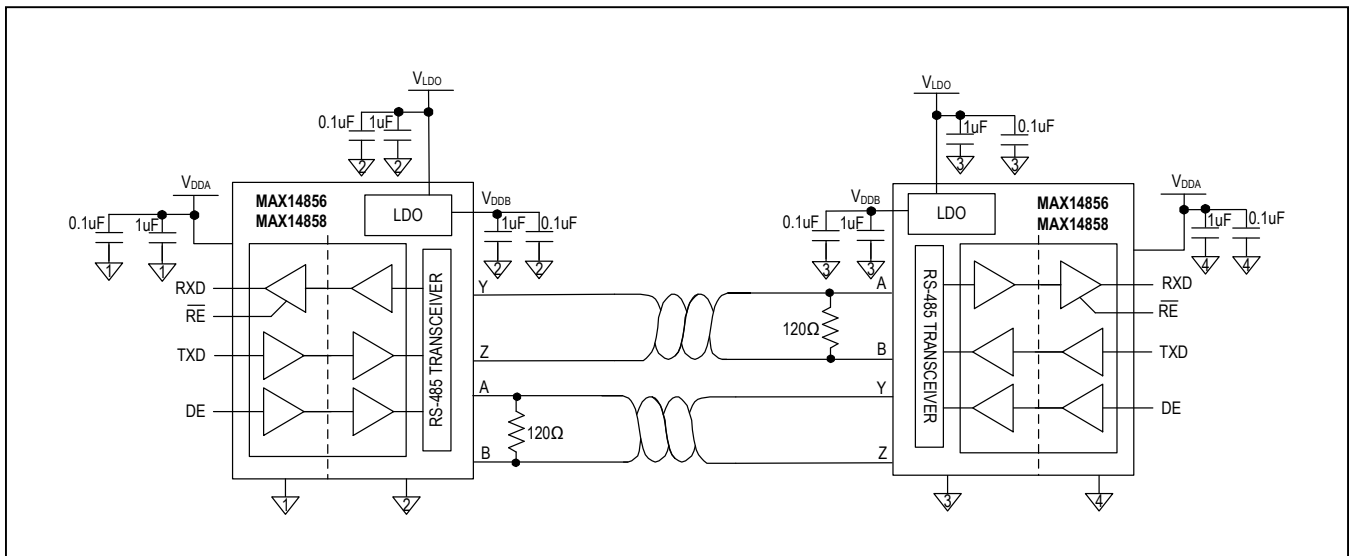 VLDO
0.1uF 1uF
2 2
VDDA
0.1uF 1uF
1 1
MAX14856
MAX14858
LDO
VDDB
1uF 0.1uF
2 2
RXD
RE
TXD
DE
RS-485 TRANSCEIVER
Y
Z
A
B
120Ω
1 2
VLDO
1uF 0.1uF
3 3
VDDB
0.1uF 1uF
3 3
LDO
MAX14856
MAX14858
VDDA
1uF 0.1uF
4 4
A
B
Y
Z
120Ω
RS-485 TRANSCEIVER
RXD
RE
TXD
DE
3 4